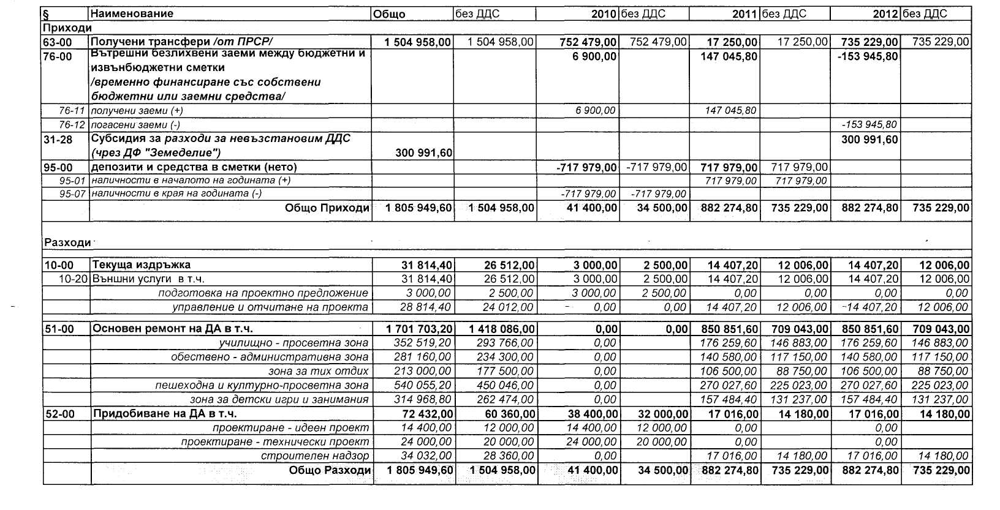 § Наименование Общо без ДДС 2010 без ДДС 2011 без ДДС 2012 без ДДС
Приходи
63-00 Получени трансфери /от ПРСР/ 1 504 958,00 1 504 958,00 752 479,00 752 479,00 17 250,00 17 250,00 735 229,00 735 229,00
76-00 Вътрешни безлихвени заеми между бюджетни и 6 900,00 147 045,80 -153 945,80
извънбюджетни сметки
/временно финансиране със собствени
бюджетни или заемни средства/
76-11 получени заеми (+) 6 900,00 147 045,80
76-12 погасени заеми (-) -153 945,80
31-28 Субсидия за разходи за невъзстановим ДДС 300 991,60
(чрез ДФ "Земеделие") 300 991,60
95-00 депозити и средства в сметки (нето) -717 979,00 -717 979,00 717 979,00 717 979,00
95-01 наличности в началото на годината (+) 717 979,00 717 979,00
95-07 наличности в края на годината (-) -717 979,00 -717 979,00
Общо Приходи 1 805 949,60 1 504 958,00 41 400,00 34 500,00 882 274,80 735 229,00 882 274,80 735 229,00
Разходи
10-00 Текуща издръжка 31 814,40 26 512,00 3 000,00 2 500,00 14 407,20 12 006,00 14 407,20 12 006,00
10-20 Външни услуги в т.ч. 31 814,40 26 512,00 3 000,00 2 500,00 14 407,20 12 006,00 14 407,20 12 006,00
подготовка на проектно предложение 3 000,00 2 500,00 3 000,00 2 500,00 0,00 0,00 0,00 0,00
управление и отчитане на проекта 28 814,40 24 012,00 0,00 0,00 14 407,20 12 006,00 14 407,20 12 006,00
51-00 Основен ремонт на ДА в т.ч. 1 701 703,20 1 418 086,00 0,00 0,00 850 851,60 709 043,00 850 851,60 709 043,00
училищно - просветна зона 352 519,20 293 766,00 0,00 176 259,60 146 883,00 176 259,60 146 883,00
обествено - административна зона 281 160,00 234 300,00 0,00 140 580,00 117 150,00 140 580,00 117 150,00
зона за тих отдих 213 000,00 177 500,00 0,00 106 500,00 88 750,00 106 500,00 88 750,00
пешеходна и културно-просветна зона 540 055,20 450 046,00 0,00 270 027,60 225 023,00 270 027,60 225 023,00
зона за детски игри и занимания 314 968,80 262 474,00 0,00 157 484,40 131 237,00 157 484,40 131 237,00
52-00 Придобиване на ДА в т.ч. 72 432,00 60 360,00 38 400,00 32 000,00 17 016,00 14 180,00 17 016,00 14 180,00
проектиране - идеен проект 14 400,00 12 000,00 14 400,00 12 000,00 0,00 0,00
проектиране - технически проект 24 000,00 20 000,00 24 000,00 20 000,00 0,00 0,00
строителен надзор 34 032,00 28 360,00 0,00 17 016,00 14 180,00 17 016,00 14 180,00
Общо Разходи 1 805 949,60 1 504 958,00 41 400,00 34 500,00 882 274,80 735 229,00 882 274,80 735 229,00